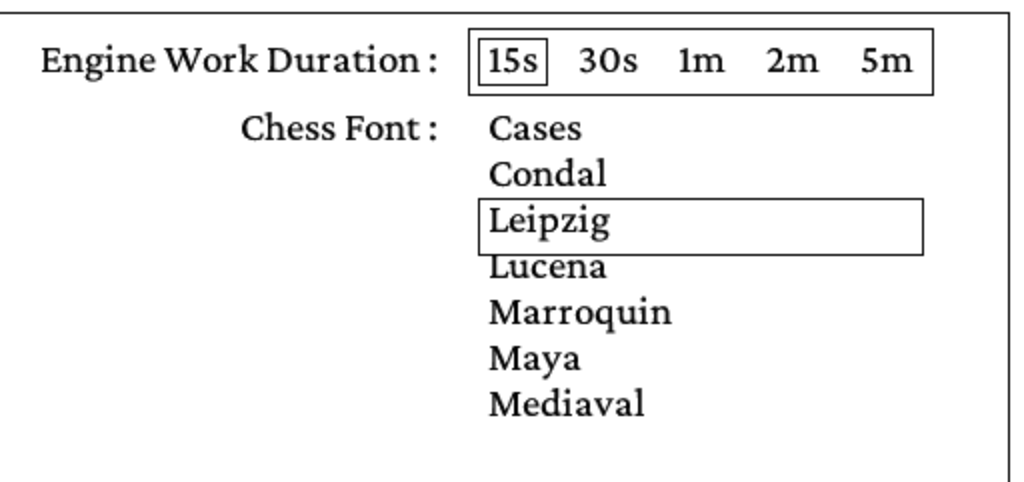 Engine Work Duration : 15s 30s 1m 2m 5m
Chess Font : Cases
Condal
Leipzig
Lucena
Marroquin
Maya
Mediaval